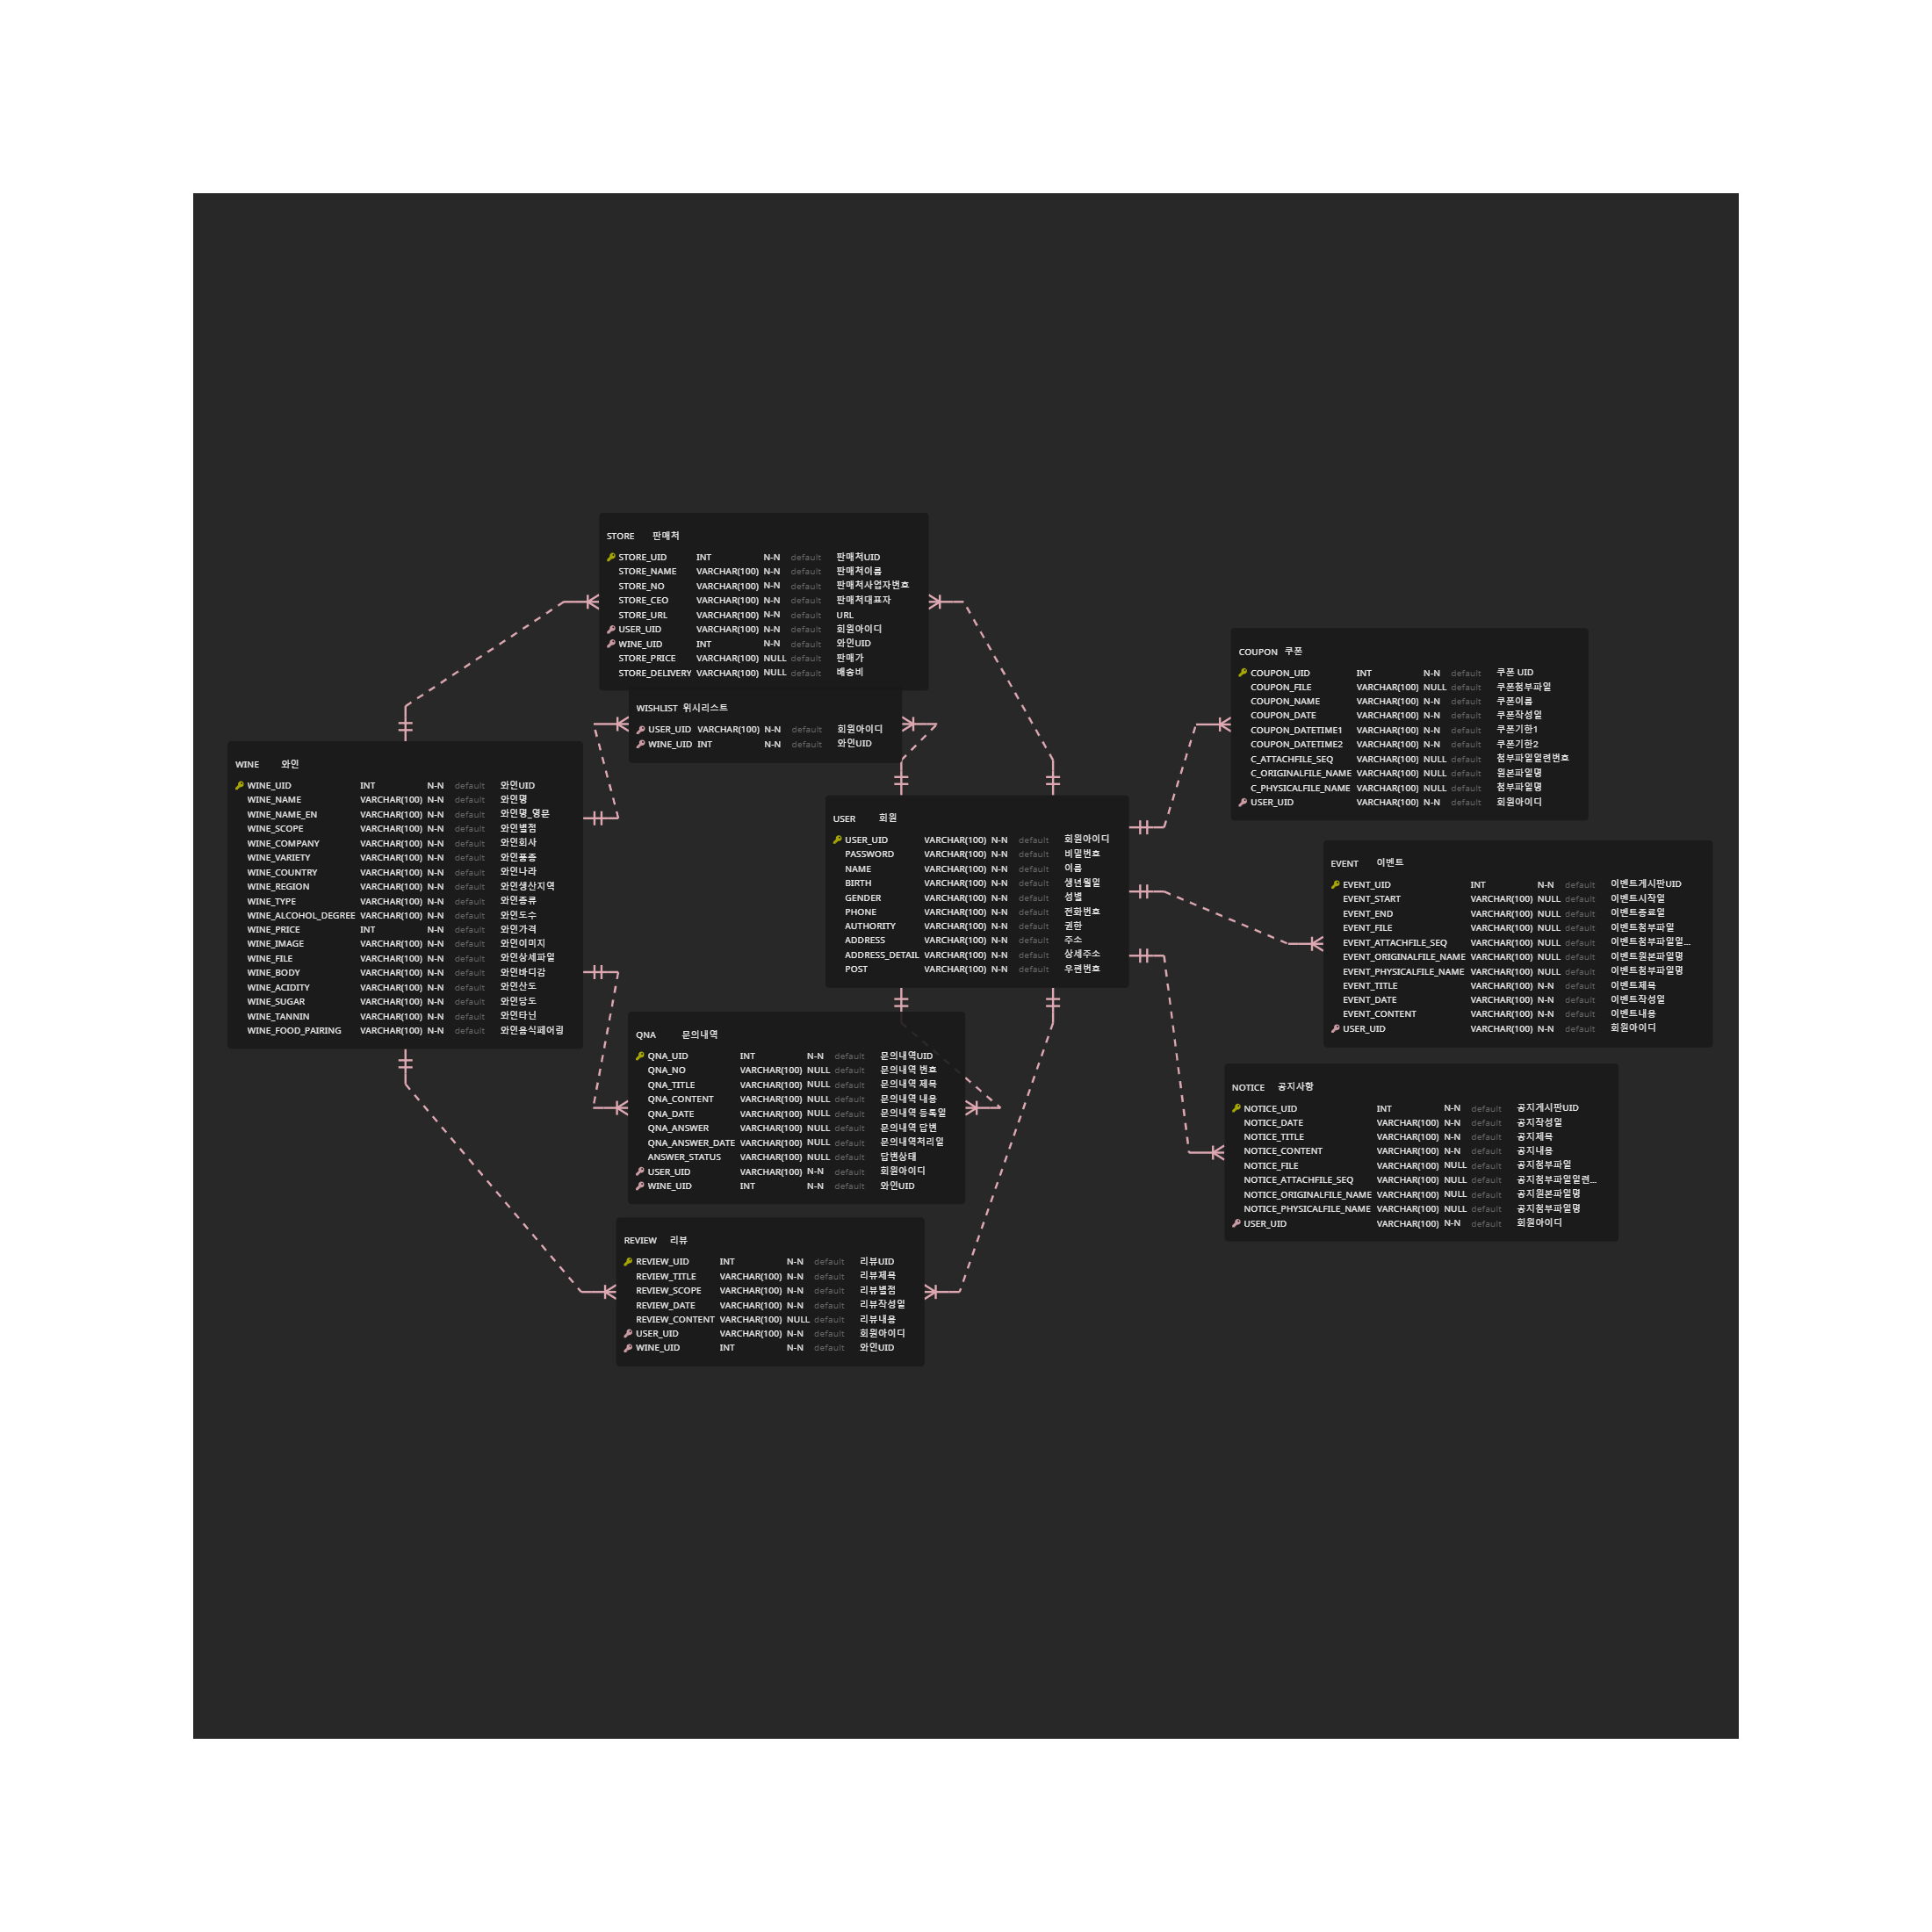 STORE 판매처
STORE_UID INT N-N default 판매처UID
STORE_NAME VARCHAR(100) N-N default 판매처이름
STORE_NO VARCHAR(100) N-N default 판매처사업자번호
STORE_CEO VARCHAR(100) N-N default 판매처대표자
STORE_URL VARCHAR(100) N-N default URL
USER_UID VARCHAR(100) N-N default 회원아이디
WINE_UID INT N-N default 와인UID
STORE_PRICE VARCHAR(100) NULL default 판매가
STORE_DELIVERY VARCHAR(100) NULL default 배송비
WISHLIST 위시리스트
USER_UID VARCHAR(100) N-N default 회원아이디
WINE_UID INT N-N default 와인UID
WINE 와인
WINE_UID INT N-N default 와인UID
WINE_NAME VARCHAR(100) N-N default 와인명
WINE_NAME_EN VARCHAR(100) N-N default 와인명_영문
WINE_SCOPE VARCHAR(100) N-N default 와인별점
WINE_COMPANY VARCHAR(100) N-N default 와인회사
WINE_VARIETY VARCHAR(100) N-N default 와인품종
WINE_COUNTRY VARCHAR(100) N-N default 와인나라
WINE_REGION VARCHAR(100) N-N default 와인생산지역
WINE_TYPE VARCHAR(100) N-N default 와인종류
WINE_ALCOHOL_DEGREE VARCHAR(100) N-N default 와인도수
WINE_PRICE INT N-N default 와인가격
WINE_IMAGE VARCHAR(100) N-N default 와인이미지
WINE_FILE VARCHAR(100) N-N default 와인상세파일
WINE_BODY VARCHAR(100) N-N default 와인바디감
WINE_ACIDITY VARCHAR(100) N-N default 와인산도
WINE_SUGAR VARCHAR(100) N-N default 와인당도
WINE_TANNIN VARCHAR(100) N-N default 와인타닌
WINE_FOOD_PAIRING VARCHAR(100) N-N default 와인음식페어링
USER 회원
USER_UID VARCHAR(100) N-N default 회원아이디
PASSWORD VARCHAR(100) N-N default 비밀번호
NAME VARCHAR(100) N-N default 이름
BIRTH VARCHAR(100) N-N default 생년월일
GENDER VARCHAR(100) N-N default 성별
PHONE VARCHAR(100) N-N default 전화번호
AUTHORITY VARCHAR(100) N-N default 권한
ADDRESS VARCHAR(100) N-N default 주소
ADDRESS_DETAIL VARCHAR(100) N-N default 상세주소
POST VARCHAR(100) N-N default 우편번호
QNA 문의내역
QNA_UID INT N-N default 문의내역UID
QNA_NO VARCHAR(100) NULL default 문의내역 번호
QNA_TITLE VARCHAR(100) NULL default 문의내역 제목
QNA_CONTENT VARCHAR(100) NULL default 문의내역 내용
QNA_DATE VARCHAR(100) NULL default 문의내역 등록일
QNA_ANSWER VARCHAR(100) NULL default 문의내역 답변
QNA_ANSWER_DATE VARCHAR(100) NULL default 문의내역처리일
ANSWER_STATUS VARCHAR(100) NULL default 답변상태
USER_UID VARCHAR(100) N-N default 회원아이디
WINE_UID INT N-N default 와인UID
REVIEW 리뷰
REVIEW_UID INT N-N default 리뷰UID
REVIEW_TITLE VARCHAR(100) N-N default 리뷰제목
REVIEW_SCOPE VARCHAR(100) N-N default 리뷰별점
REVIEW_DATE VARCHAR(100) N-N default 리뷰작성일
REVIEW_CONTENT VARCHAR(100) NULL default 리뷰내용
USER_UID VARCHAR(100) N-N default 회원아이디
WINE_UID INT N-N default 와인UID
COUPON 쿠폰
COUPON_UID INT N-N default 쿠폰 UID
COUPON_FILE VARCHAR(100) NULL default 쿠폰첨부파일
COUPON_NAME VARCHAR(100) N-N default 쿠폰이름
COUPON_DATE VARCHAR(100) N-N default 쿠폰작성일
COUPON_DATETIME1 VARCHAR(100) N-N default 쿠폰기한1
COUPON_DATETIME2 VARCHAR(100) N-N default 쿠폰기한2
C_ATTACHFILE_SEQ VARCHAR(100) NULL default 첨부파일일련번호
C_ORIGINALFILE_NAME VARCHAR(100) NULL default 원본파일명
C_PHYSICALFILE_NAME VARCHAR(100) NULL default 첨부파일명
USER_UID VARCHAR(100) N-N default 회원아이디
EVENT 이벤트
EVENT_UID INT N-N default 이벤트게시판UID
EVENT_START VARCHAR(100) NULL default 이벤트시작일
EVENT_END VARCHAR(100) NULL default 이벤트종료일
EVENT_FILE VARCHAR(100) NULL default 이벤트첨부파일
EVENT_ATTACHFILE_SEQ VARCHAR(100) NULL default 이벤트첨부파일일...
EVENT_ORIGINALFILE_NAME VARCHAR(100) NULL default 이벤트원본파일명
EVENT_PHYSICALFILE_NAME VARCHAR(100) NULL default 이벤트첨부파일명
EVENT_TITLE VARCHAR(100) N-N default 이벤트제목
EVENT_DATE VARCHAR(100) N-N default 이벤트작성일
EVENT_CONTENT VARCHAR(100) N-N default 이벤트내용
USER_UID VARCHAR(100) N-N default 회원아이디
NOTICE 공지사항
NOTICE_UID INT N-N default 공지게시판UID
NOTICE_DATE VARCHAR(100) N-N default 공지작성일
NOTICE_TITLE VARCHAR(100) N-N default 공지제목
NOTICE_CONTENT VARCHAR(100) N-N default 공지내용
NOTICE_FILE VARCHAR(100) NULL default 공지첨부파일
NOTICE_ATTACHFILE_SEQ VARCHAR(100) NULL default 공지첨부파일일련...
NOTICE_ORIGINALFILE_NAME VARCHAR(100) NULL default 공지원본파일명
NOTICE_PHYSICALFILE_NAME VARCHAR(100) NULL default 공지첨부파일명
USER_UID VARCHAR(100) N-N default 회원아이디